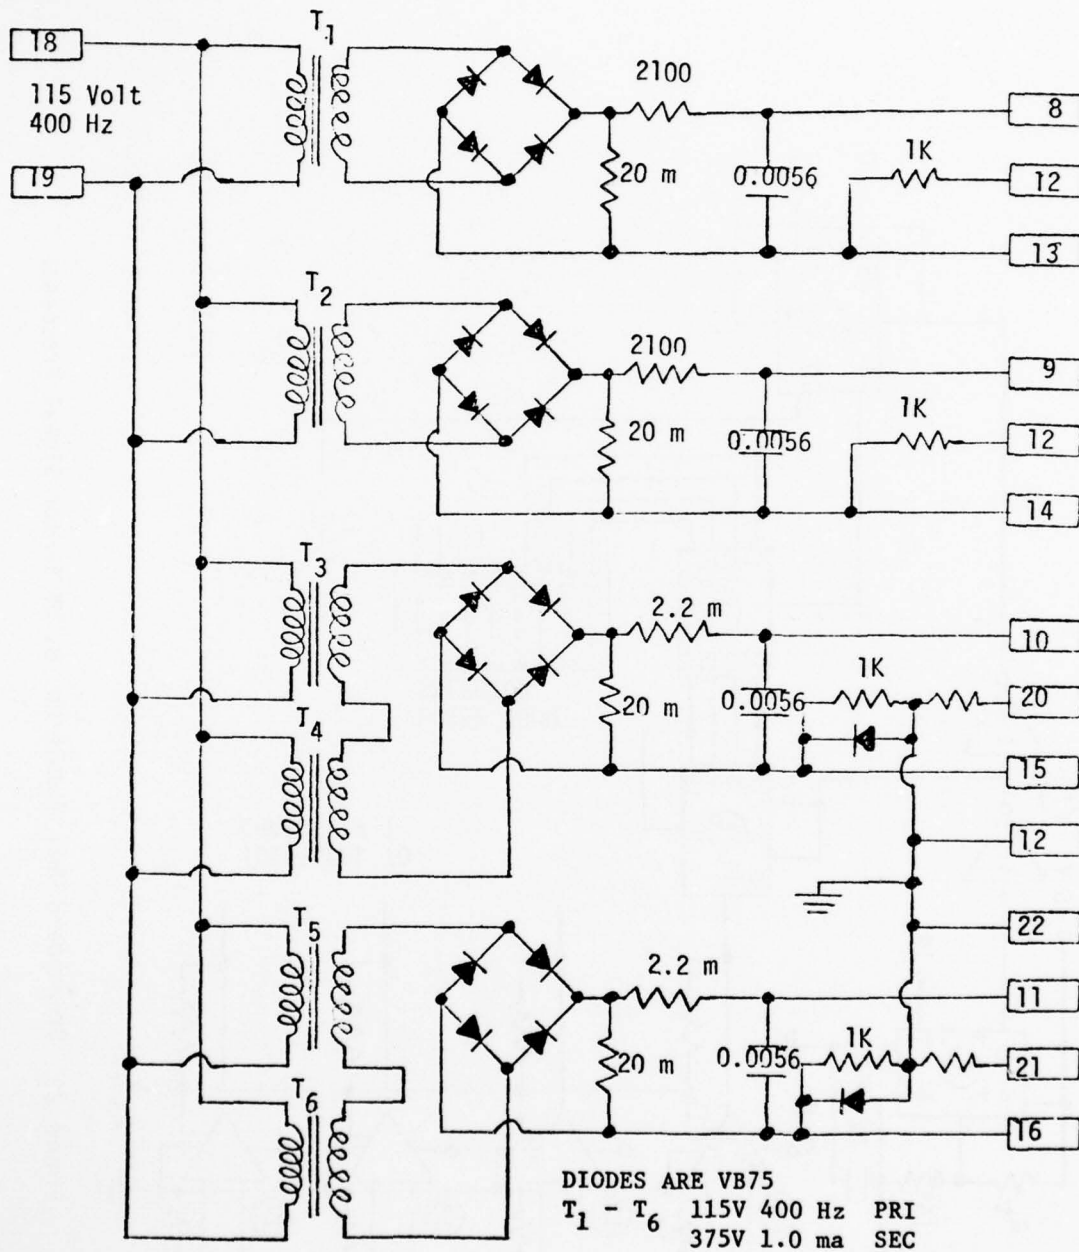 T1
18
115 Volt
400 Hz
19
2100
20 m
0.0056
1K
8
12
13
T2
2100
20 m
0.0056
1K
9
12
14
T3
T4
2.2 m
20 m
0.0056
1K
10
20
15
12
22
T5
T6
2.2 m
20 m
0.0056
1K
11
21
16
DIODES ARE VB75
T1 - T6 115V 400 Hz PRI
375V 1.0 ma SEC